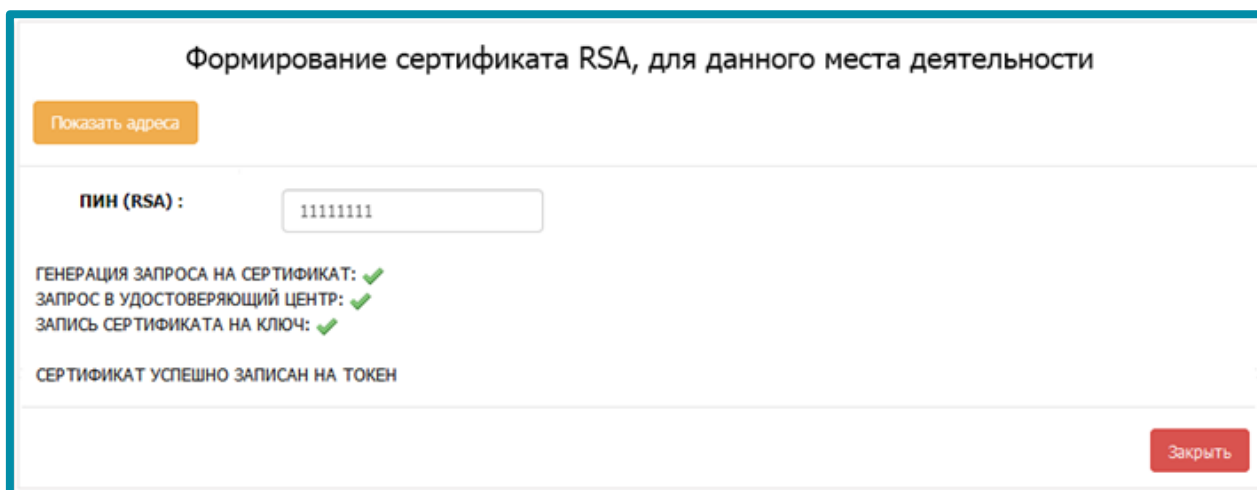 Формирование сертификата RSA, для данного места деятельности
Показать адреса
ПИН (RSA) :
11111111
ГЕНЕРАЦИЯ ЗАПРОСА НА СЕРТИФИКАТ:
ЗАПРОС В УДОСТОВЕРЯЮЩИЙ ЦЕНТР:
ЗАПИСЬ СЕРТИФИКАТА НА КЛЮЧ:
СЕРТИФИКАТ УСПЕШНО ЗАПИСАН НА ТОКЕН
Закрыть